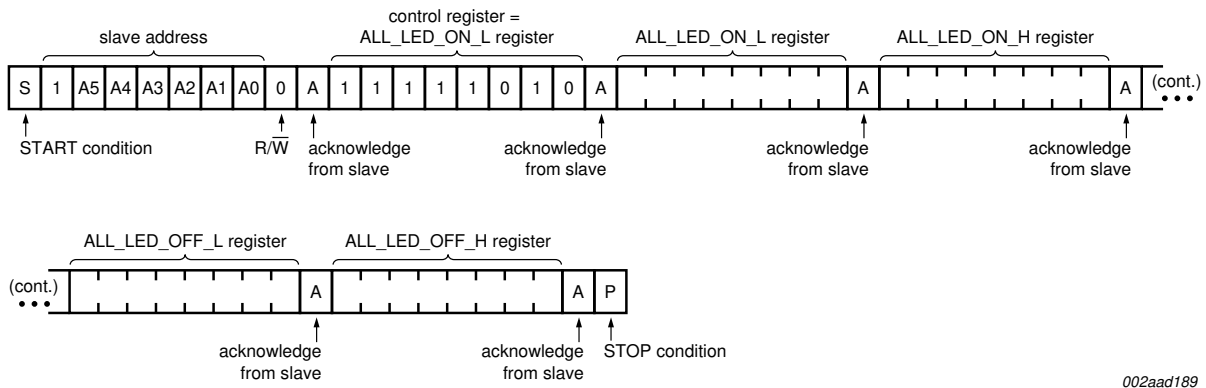 control register =
slave address ALL_LED_ON_L register ALL_LED_ON_L register ALL_LED_ON_H register
S 1 A5 A4 A3 A2 A1 A0 0 A 1 1 1 1 1 0 1 0 A A A (cont.)
START condition R/W̅ acknowledge acknowledge acknowledge acknowledge
from slave from slave from slave from slave
ALL_LED_OFF_L register ALL_LED_OFF_H register
(cont.) A A P
acknowledge acknowledge STOP condition
from slave from slave
002aad189